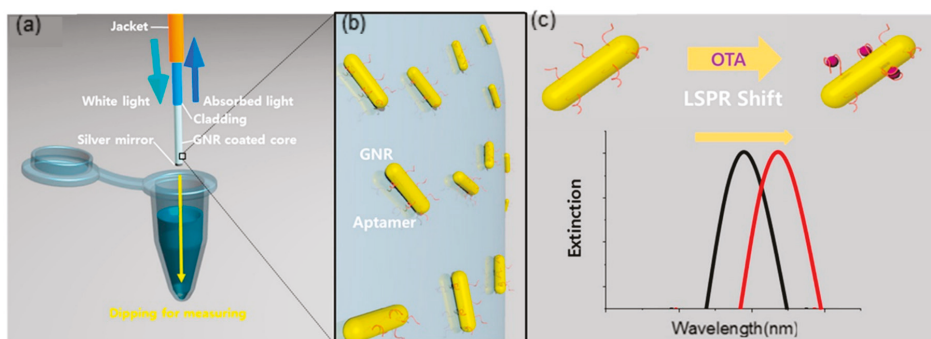 (a)
Jacket
White light
Absorbed light
Cladding
Silver mirror
GNR coated core
Dipping for measuring
(b)
GNR
Aptamer
(c)
OTA
LSPR Shift
Extinction
Wavelength(nm)